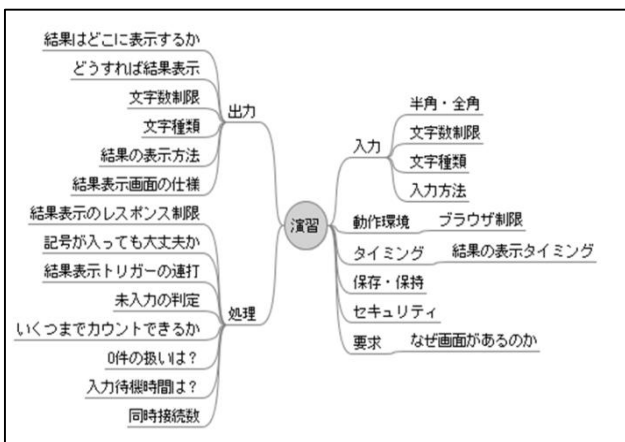 結果はどこに表示するか
どうすれば結果表示
文字数制限
文字種類
結果の表示方法
結果表示画面の仕様
出力
結果表示のレスポンス制限
記号が入っても大丈夫か
結果表示トリガーの連打
未入力の判定
いくつまでカウントできるか
0件の扱いは?
入力待機時間は?
同時接続数
処理
演習
入力
半角・全角
文字数制限
文字種類
入力方法
動作環境 ブラウザ制限
タイミング 結果の表示タイミング
保存・保持
セキュリティ
要求 なぜ画面があるのか